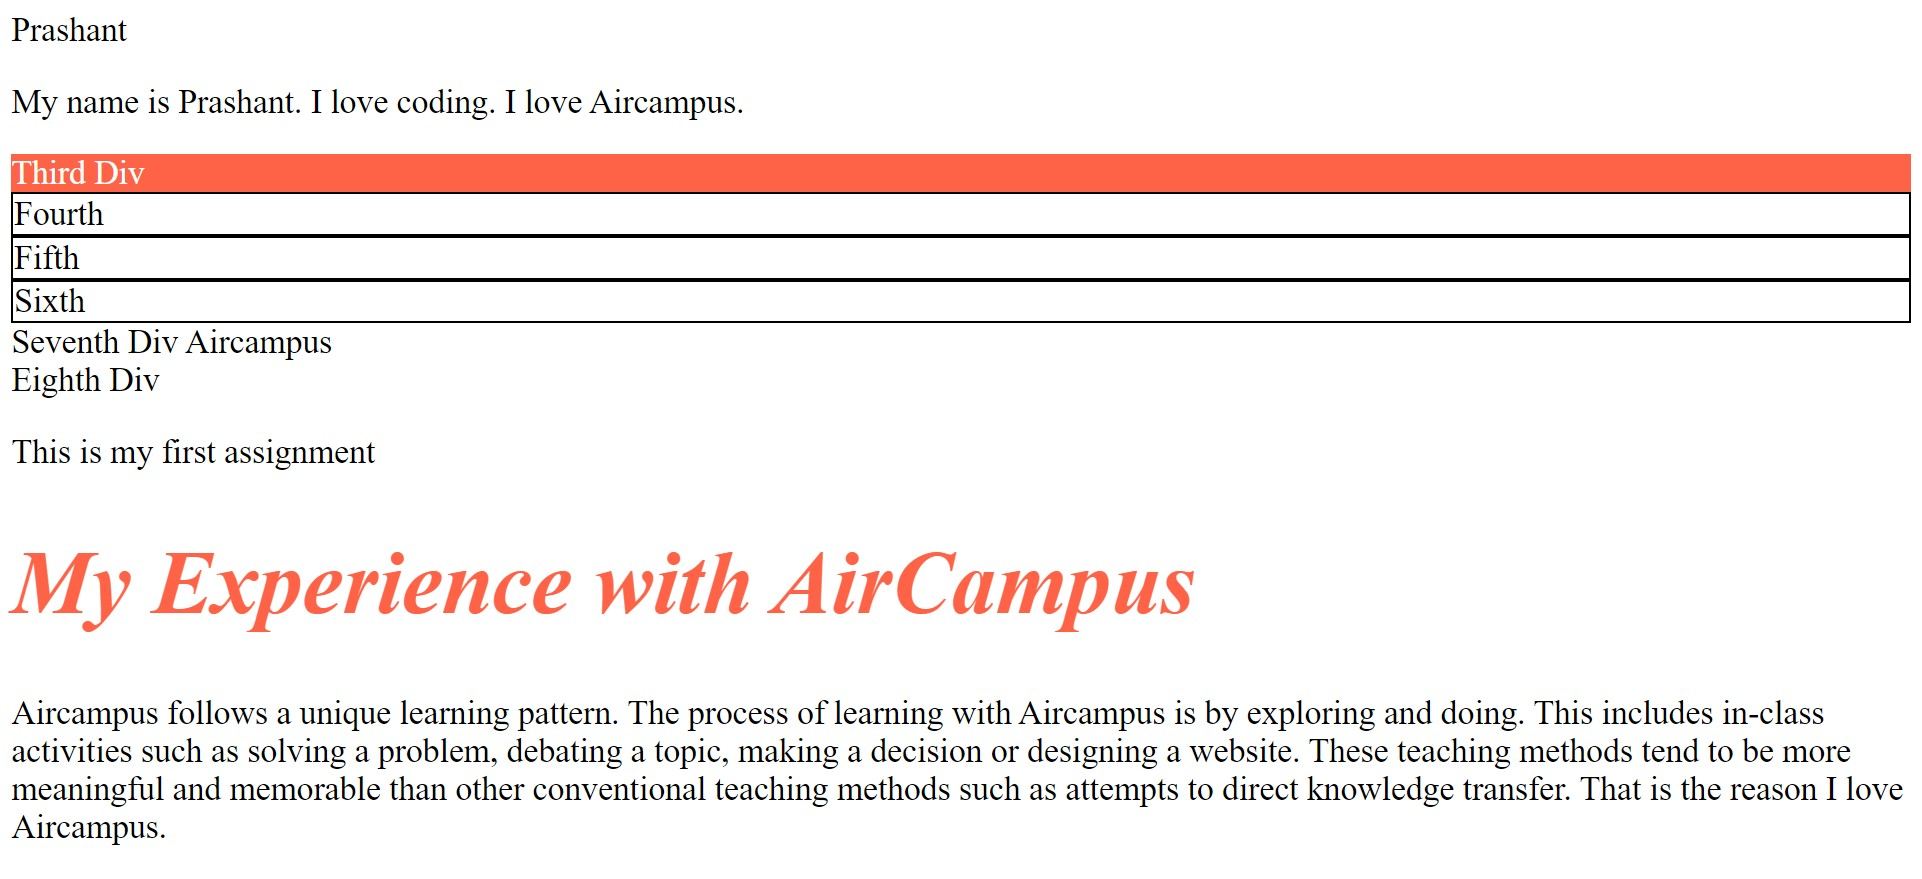 Prashant
My name is Prashant. I love coding. I love Aircampus.
Third Div
Fourth
Fifth
Sixth
Seventh Div Aircampus
Eighth Div
This is my first assignment
My Experience with AirCampus
Aircampus follows a unique learning pattern. The process of learning with Aircampus is by exploring and doing. This includes in-class
activities such as solving a problem, debating a topic, making a decision or designing a website. These teaching methods tend to be more
meaningful and memorable than other conventional teaching methods such as attempts to direct knowledge transfer. That is the reason I love
Aircampus.